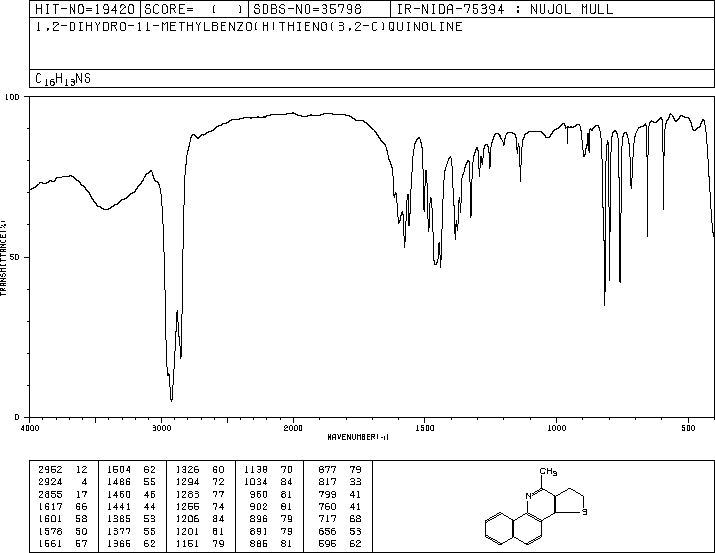 HIT-NO=19420 SCORE= ( ) SDBS-NO=35798 IR-NIDA-75394 : NUJOL MULL
1,2-DIHYDRO-11-METHYLBENZO(H)THIENO(3,2-C)QUINOLINE
C16H13NS
100
50
0
TRANSMITTANCE(%)
4000 3000 2000 1500 1000 500
WAVENUMBER(-1)
2962 12 1504 62 1326 60 1138 70 877 79
2924 4 1486 55 1294 72 1034 84 817 33
2855 17 1460 46 1283 77 960 81 799 41
1617 66 1441 44 1255 74 902 81 760 41
1601 58 1385 53 1206 84 896 79 717 68
1578 50 1377 55 1201 81 891 79 656 53
1561 57 1366 62 1151 79 886 81 595 62
CH3
N
S